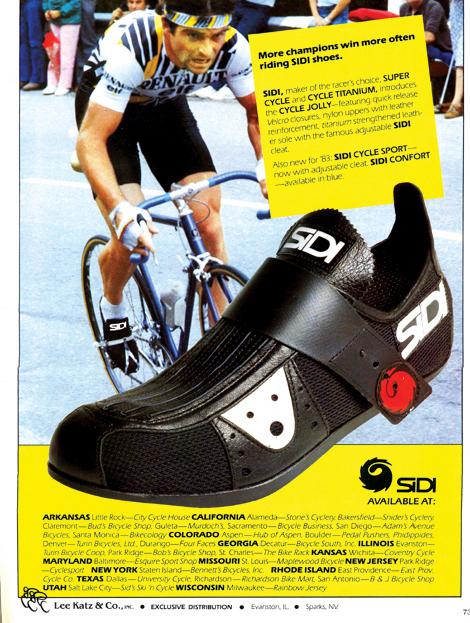 RENAULT
elf
SIDI
More champions win more often
riding SIDI shoes.
SIDI, maker of the racer's choice, SUPER
CYCLE and CYCLE TITANIUM, introduces
the CYCLE JOLLY—featuring quick release
Velcro closures, nylon uppers with leather
reinforcement, titanium strengthened leath-
er sole with the famous adjustable SIDI
cleat.
Also new for '83: SIDI CYCLE SPORT—
now with adjustable cleat. SIDI CONFORT
—available in blue.
SIDI
SIDI
SIDI
AVAILABLE AT:
ARKANSAS Little Rock—City Cycle House CALIFORNIA Alameda—Stone's Cyclery, Bakersfield—Snider's Cyclery,
Claremont—Bud's Bicycle Shop, Guleta—Murdoch's, Sacramento—Bicycle Business, San Diego—Adam's Avenue
Bicycles, Santa Monica—Bikecology COLORADO Aspen—Hub of Aspen, Boulder—Pedal Pushers, Phidippides,
Denver—Turin Bicycles, Ltd., Durango—Four Faces GEORGIA Decatur—Bicycle South, Inc. ILLINOIS Evanston—
Turin Bicycle Coop, Park Ridge—Bob's Bicycle Shop, St. Charles—The Bike Rack KANSAS Wichita—Coventry Cycle
MARYLAND Baltimore—Esquire Sport Shop MISSOURI St. Louis—Maplewood Bicycle NEW JERSEY Park Ridge
—Cyclesport NEW YORK Staten Island—Bennett's Bicycles, Inc. RHODE ISLAND East Providence—East Prov.
Cycle Co. TEXAS Dallas—University Cycle, Richardson—Richardson Bike Mart, San Antonio—B & J Bicycle Shop
UTAH Salt Lake City—Sid's Ski 'n Cycle WISCONSIN Milwaukee—Rainbow Jersey
Lee Katz & Co., INC. • EXCLUSIVE DISTRIBUTION • Evanston, IL • Sparks, NV
73